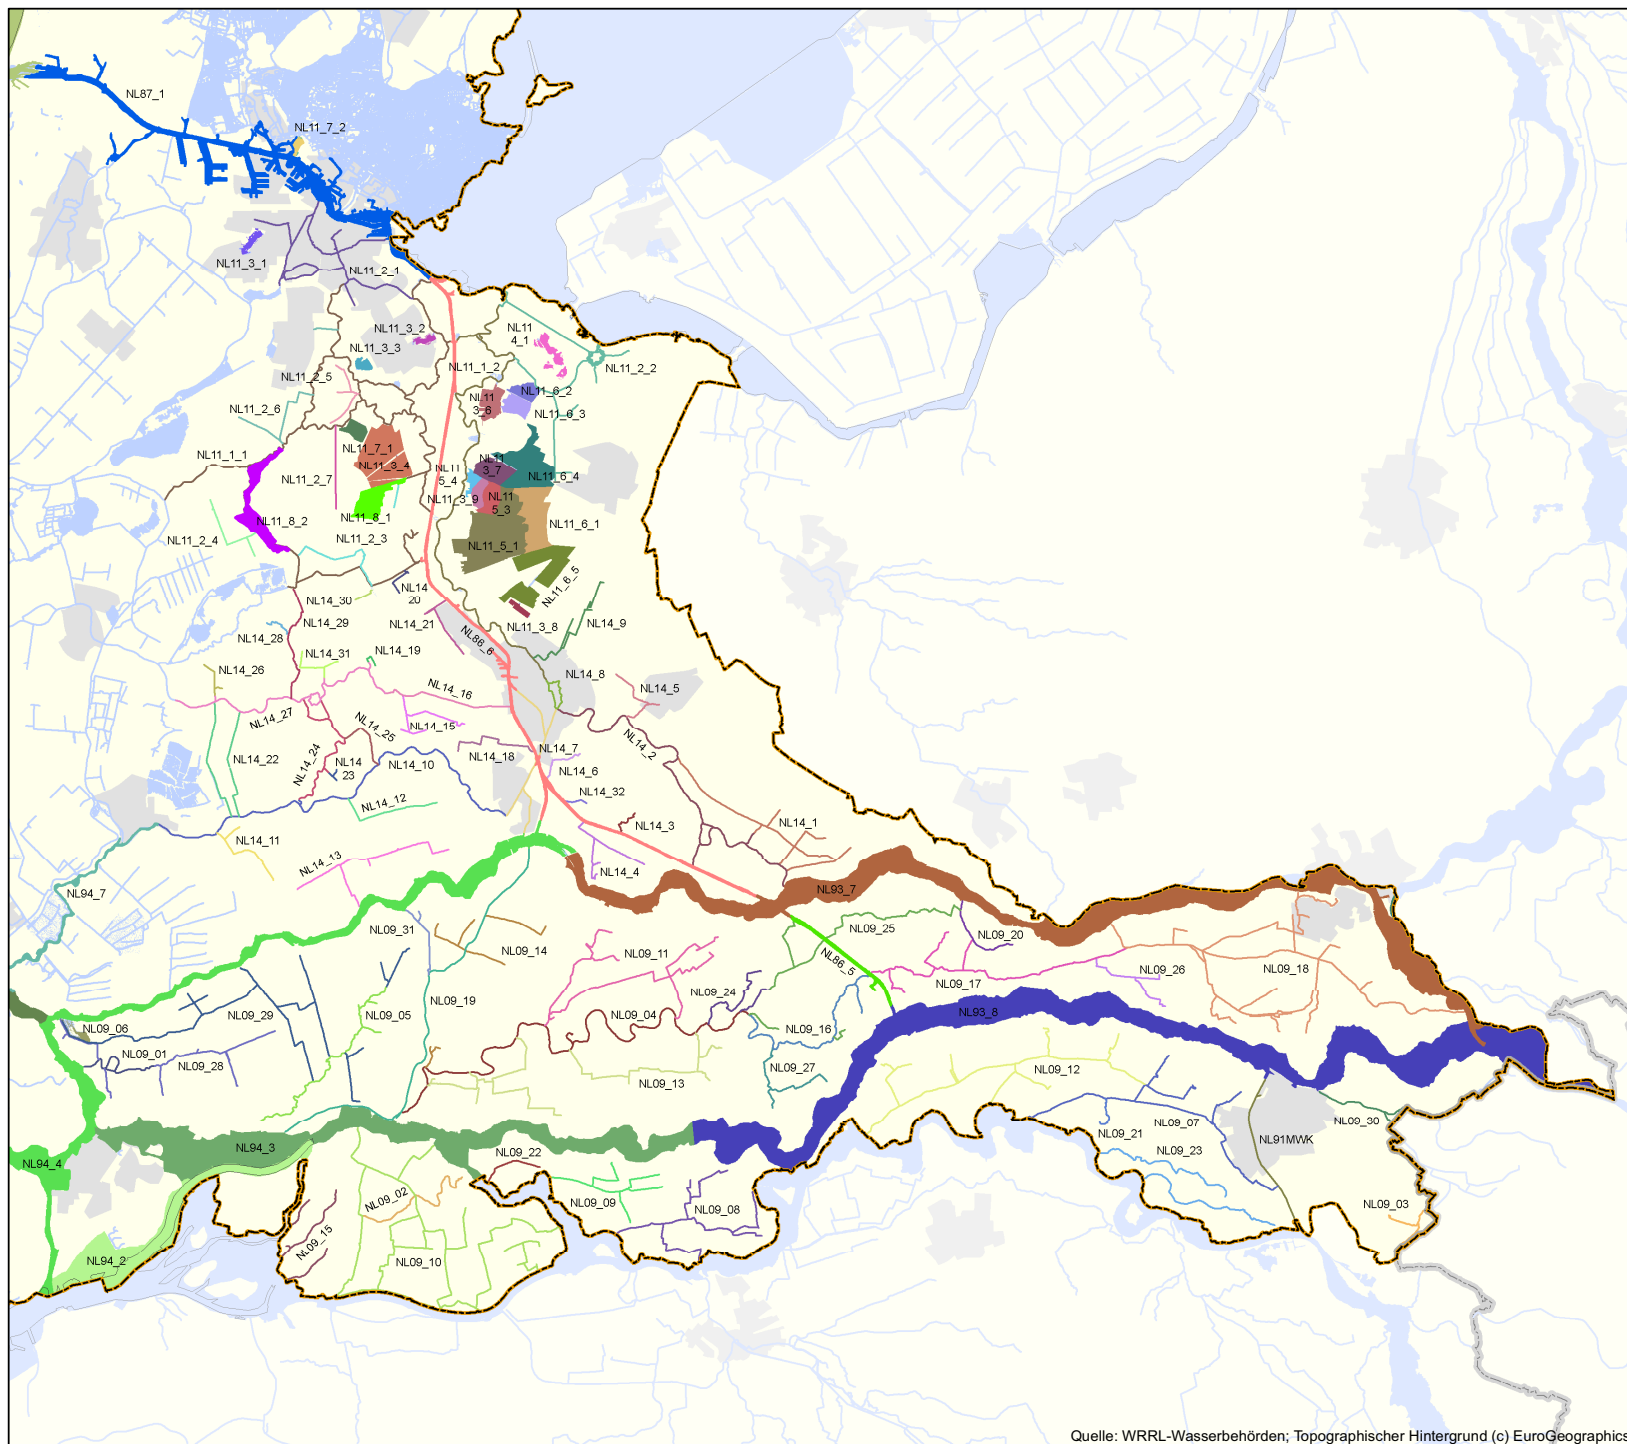 NL87_1
NL11_7_2
NL11_3_1
NL11_2_1
NL11_3_2
NL11
4_1
NL11_3_3
NL11_1_2
NL11_2_2
NL11_2_5
NL11_6_2
NL11
3_6
NL11_2_6
NL11_6_3
NL11_7_1
NL11_1_1
NL11_3_4
NL11
3_7
NL11
5_4
NL11_2_7
NL11_6_4
NL11_3_9
NL11
5_3
NL11_8_1
NL11_8_2
NL11_6_1
NL11_2_4
NL11_2_3
NL11_5_1
NL11_6_5
NL14
20
NL14_30
NL14_29
NL14_21
NL11_3_8
NL14_9
NL14_28
NL86_6
NL14_31
NL14_19
NL14_26
NL14_8
NL14_16
NL14_5
NL14_27
NL14_25
NL14_15
NL14_2
NL14_7
NL14_18
NL14_22
NL14_24
NL14
23
NL14_10
NL14_6
NL14_32
NL14_12
NL14_3
NL14_1
NL14_11
NL14_13
NL14_4
NL93_7
NL94_7
NL09_31
NL09_25
NL09_20
NL09_14
NL09_11
NL86_5
NL09_26
NL09_18
NL09_17
NL09_24
NL09_19
NL09_29
NL09_05
NL09_04
NL93_8
NL09_06
NL09_16
NL09_01
NL09_28
NL09_27
NL09_12
NL09_13
NL09_30
NL09_07
NL09_21
NL91MWK
NL94_3
NL09_22
NL09_23
NL94_4
NL09_02
NL09_09
NL09_08
NL09_03
NL09_15
NL94_2
NL09_10
Quelle: WRRL-Wasserbehörden; Topographischer Hintergrund (c) EuroGeographics